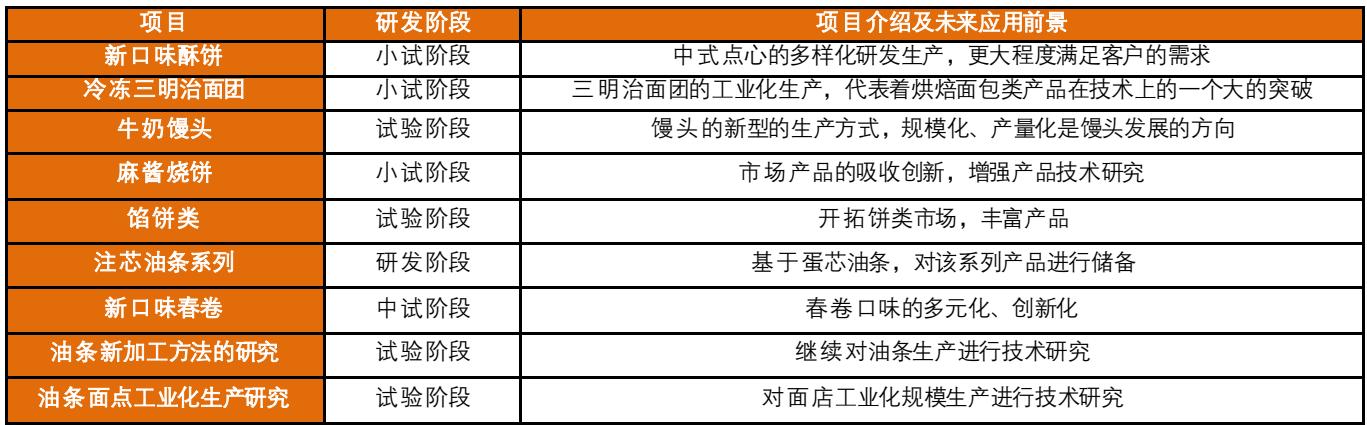 项目 研发阶段 项目介绍及未来应用前景
新口味酥饼 小试阶段 中式点心的多样化研发生产，更大程度满足客户的需求
冷冻三明治面团 小试阶段 三明治面团的工业化生产，代表着烘焙面包类产品在技术上的一个大的突破
牛奶馒头 试验阶段 馒头的新型的生产方式，规模化、产量化是馒头发展的方向
麻酱烧饼 小试阶段 市场产品的吸收创新，增强产品技术研究
馅饼类 试验阶段 开拓饼类市场，丰富产品
注芯油条系列 研发阶段 基于蛋芯油条，对该系列产品进行储备
新口味春卷 中试阶段 春卷口味的多元化、创新化
油条新加工方法的研究 试验阶段 继续对油条生产进行技术研究
油条面点工业化生产研究 试验阶段 对面店工业化规模生产进行技术研究